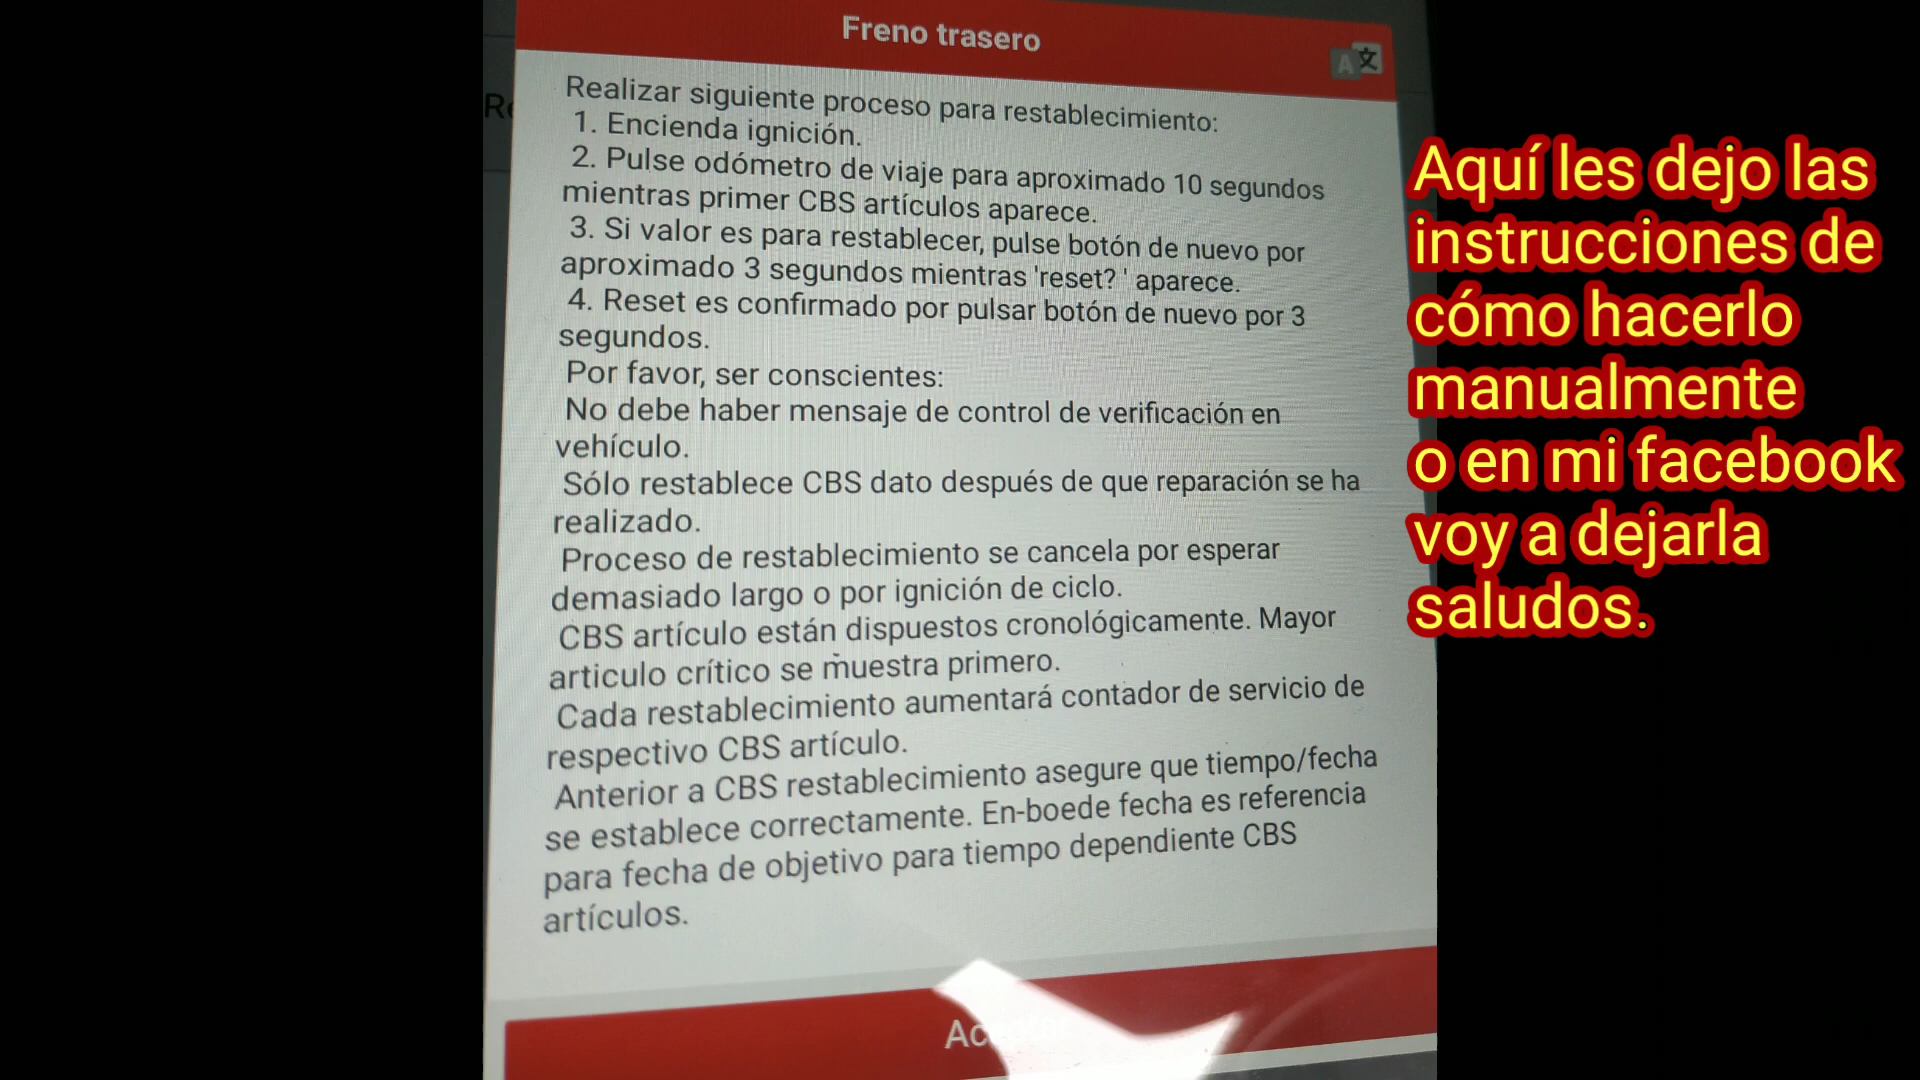 Freno trasero
A文
Realizar siguiente proceso para restablecimiento:
1. Encienda ignición.
2. Pulse odómetro de viaje para aproximado 10 segundos
mientras primer CBS artículos aparece.
3. Si valor es para restablecer, pulse botón de nuevo por
aproximado 3 segundos mientras 'reset? ' aparece.
4. Reset es confirmado por pulsar botón de nuevo por 3
segundos.
Por favor, ser conscientes:
No debe haber mensaje de control de verificación en
vehículo.
Sólo restablece CBS dato después de que reparación se ha
realizado.
Proceso de restablecimiento se cancela por esperar
demasiado largo o por ignición de ciclo.
CBS artículo están dispuestos cronológicamente. Mayor
articulo crítico se muestra primero.
Cada restablecimiento aumentará contador de servicio de
respectivo CBS artículo.
Anterior a CBS restablecimiento asegure que tiempo/fecha
se establece correctamente. En-boede fecha es referencia
para fecha de objetivo para tiempo dependiente CBS
artículos.
Aquí les dejo las
instrucciones de
cómo hacerlo
manualmente
o en mi facebook
voy a dejarla
saludos.